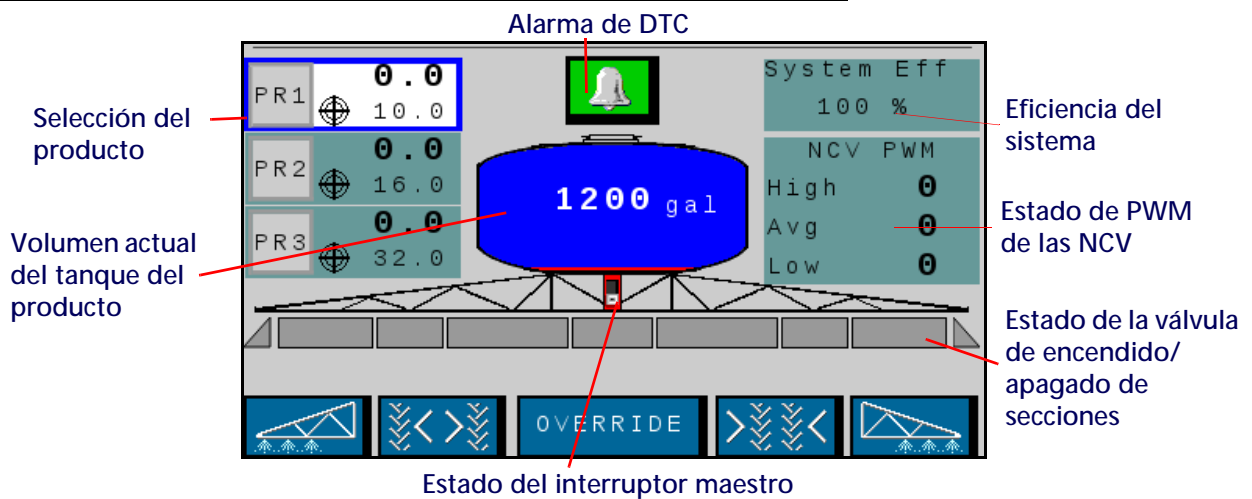 Alarma de DTC
Selección del
producto
Volumen actual
del tanque del
producto
PR1
0.0
10.0
PR2
0.0
16.0
PR3
0.0
32.0
1200 gal
System Eff
100 %
NCV PWM
High 0
Avg 0
Low 0
OVERRIDE
Eficiencia del
sistema
Estado de PWM
de las NCV
Estado de la válvula
de encendido/
apagado de
secciones
Estado del interruptor maestro